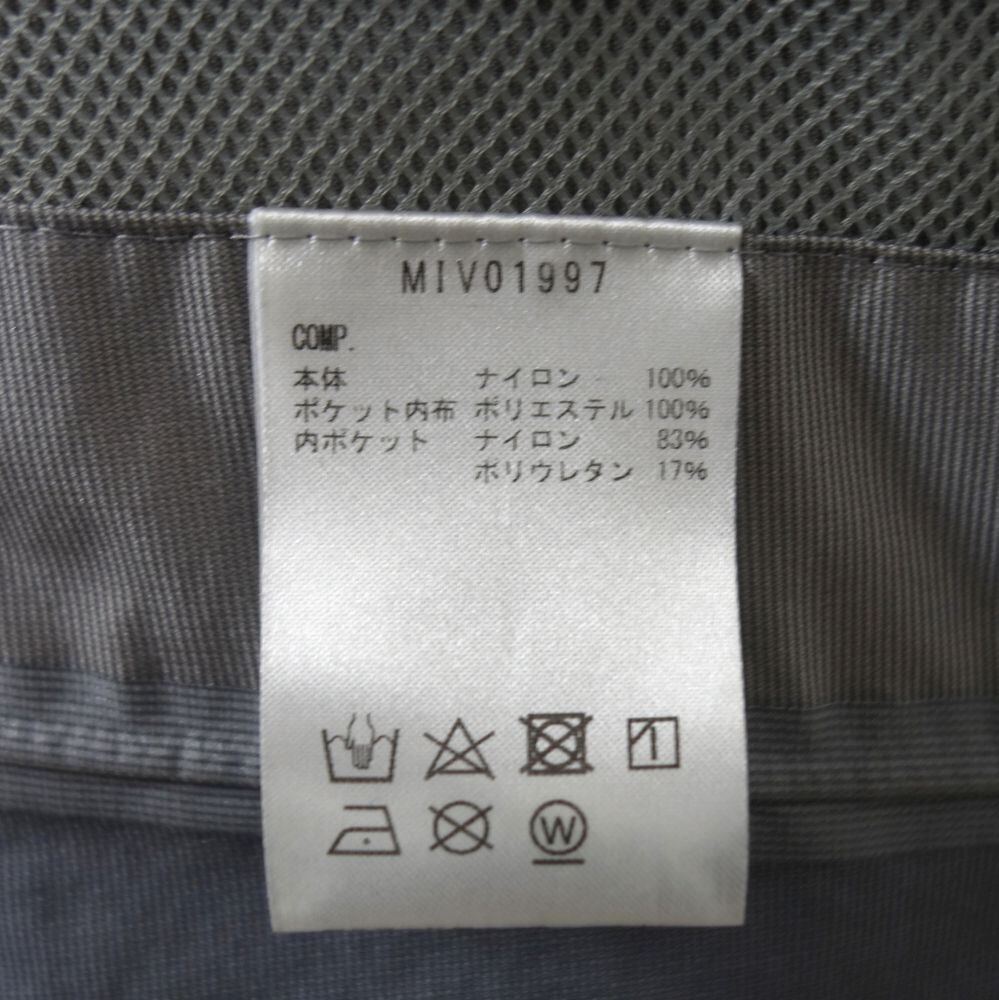 MIV01997
COMP.
本体 ナイロン 100%
ポケット内布 ポリエステル 100%
内ポケット ナイロン 83%
ポリウレタン 17%
W